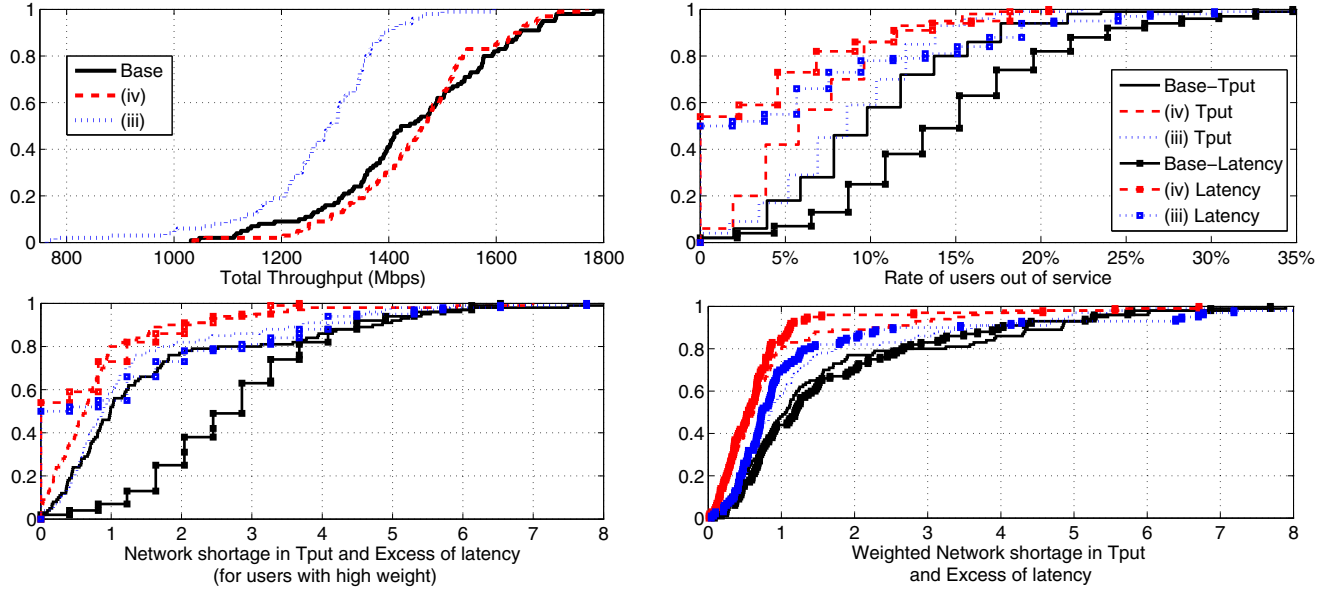 1
0.8
0.6
0.4
0.2
0
Base
(iv)
(iii)
800 1000 1200 1400 1600 1800
Total Throughput (Mbps)
1
0.8
0.6
0.4
0.2
0
Base−Tput
(iv) Tput
(iii) Tput
Base−Latency
(iv) Latency
(iii) Latency
5% 10% 15% 20% 25% 30% 35%
Rate of users out of service
1
0.8
0.6
0.4
0.2
0
0 1 2 3 4 5 6 7 8
Network shortage in Tput and Excess of latency
(for users with high weight)
1
0.8
0.6
0.4
0.2
0
0 1 2 3 4 5 6 7 8
Weighted Network shortage in Tput
and Excess of latency